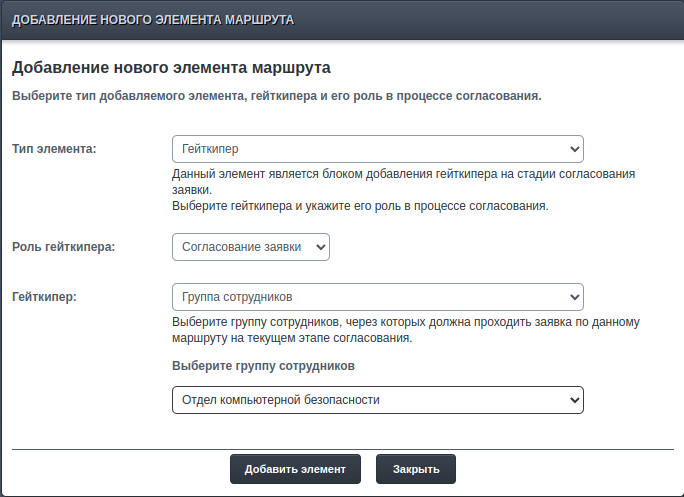 ДОБАВЛЕНИЕ НОВОГО ЭЛЕМЕНТА МАРШРУТА
Добавление нового элемента маршрута
Выберите тип добавляемого элемента, гейткипера и его роль в процессе согласования.
Тип элемента:
Гейткипер
Данный элемент является блоком добавления гейткипера на стадии согласования
заявки.
Выберите гейткипера и укажите его роль в процессе согласования.
Роль гейткипера:
Согласование заявки
Гейткипер:
Группа сотрудников
Выберите группу сотрудников, через которых должна проходить заявка по данному
маршруту на текущем этапе согласования.
Выберите группу сотрудников
Отдел компьютерной безопасности
Добавить элемент
Закрыть